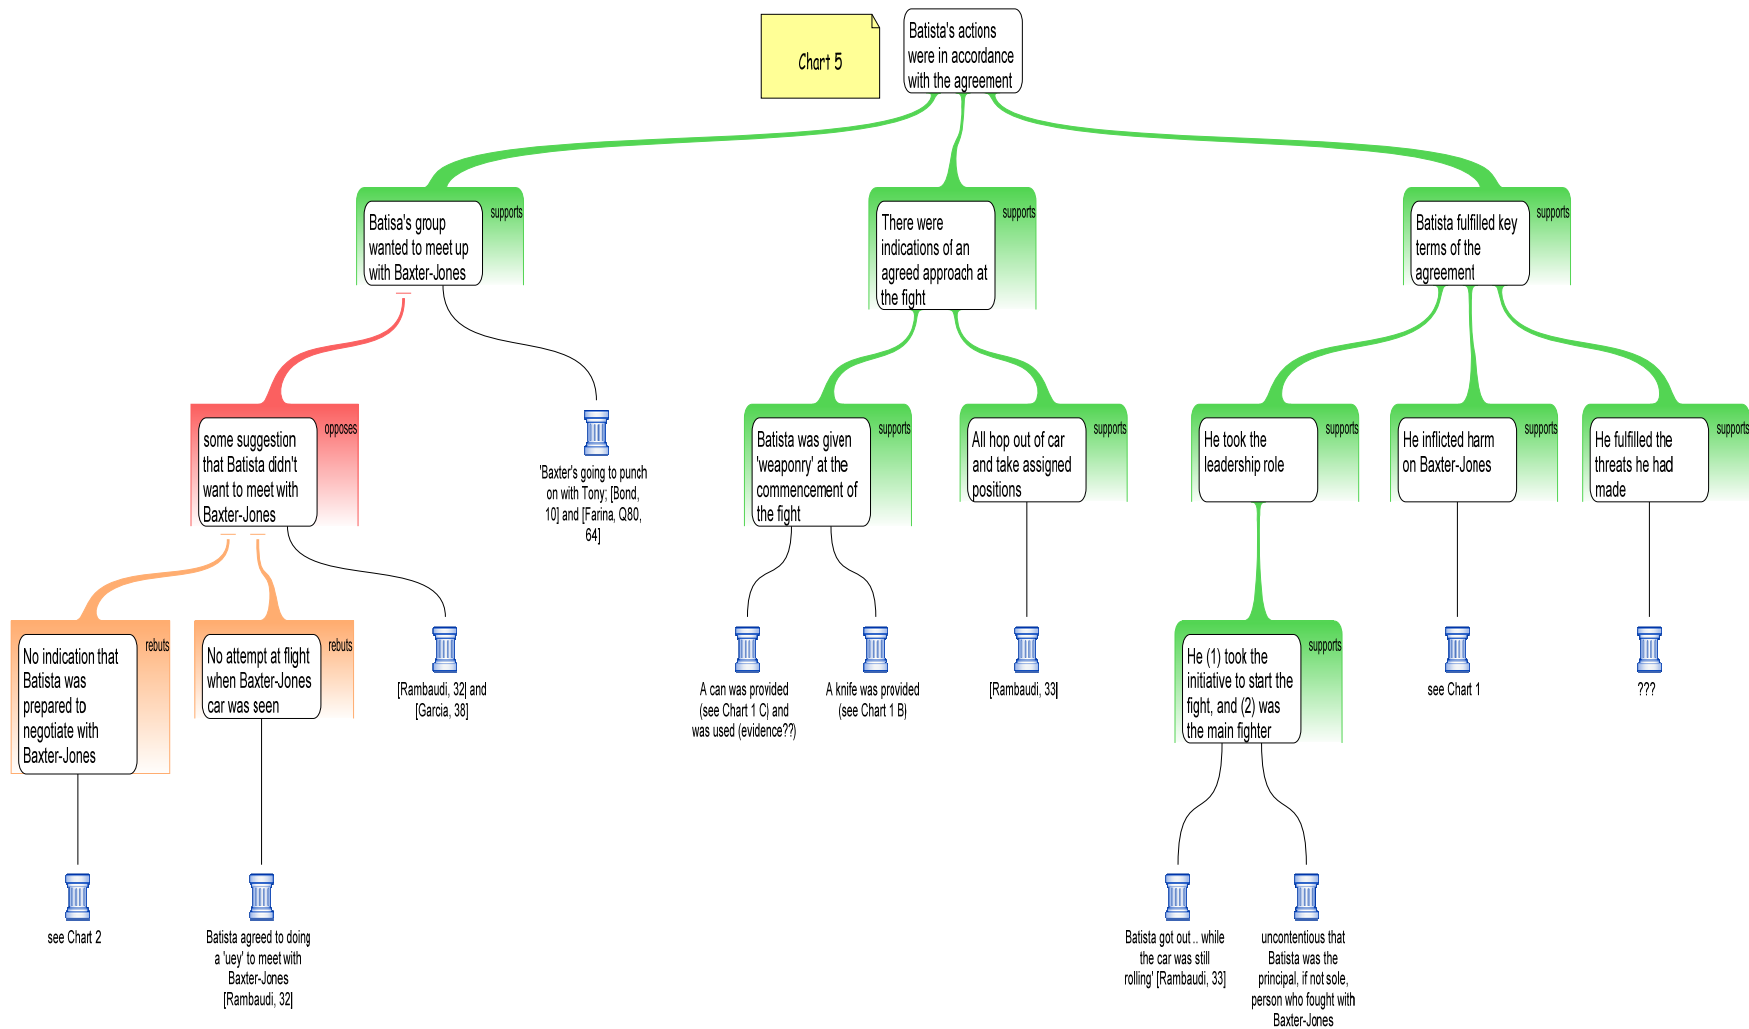 Chart 5
Batista's actions
were in accordance
with the agreement
Batisa's group
wanted to meet up
with Baxter-Jones
supports
There were
indications of an
agreed approach at
the fight
supports
Batista fulfilled key
terms of the
agreement
supports
some suggestion
that Batista didn't
want to meet with
Baxter-Jones
opposes
'Baxter's going to punch
on with Tony; [Bond,
10] and [Farina, Q80,
64]
Batista was given
'weaponry' at the
commencement of
the fight
supports
All hop out of car
and take assigned
positions
supports
He took the
leadership role
supports
He inflicted harm
on Baxter-Jones
supports
He fulfilled the
threats he had
made
supports
No indication that
Batista was
prepared to
negotiate with
Baxter-Jones
rebuts
No attempt at flight
when Baxter-Jones
car was seen
rebuts
[Rambaudi, 32] and
[Garcia, 38]
A can was provided
(see Chart 1 C) and
was used (evidence??)
A knife was provided
(see Chart 1 B)
[Rambaudi, 33]
He (1) took the
initiative to start the
fight, and (2) was
the main fighter
supports
see Chart 1
???
see Chart 2
Batista agreed to doing
a 'uey' to meet with
Baxter-Jones
[Rambaudi, 32]
Batista got out .. while
the car was still
rolling' [Rambaudi, 33]
uncontentious that
Batista was the
principal, if not sole,
person who fought with
Baxter-Jones